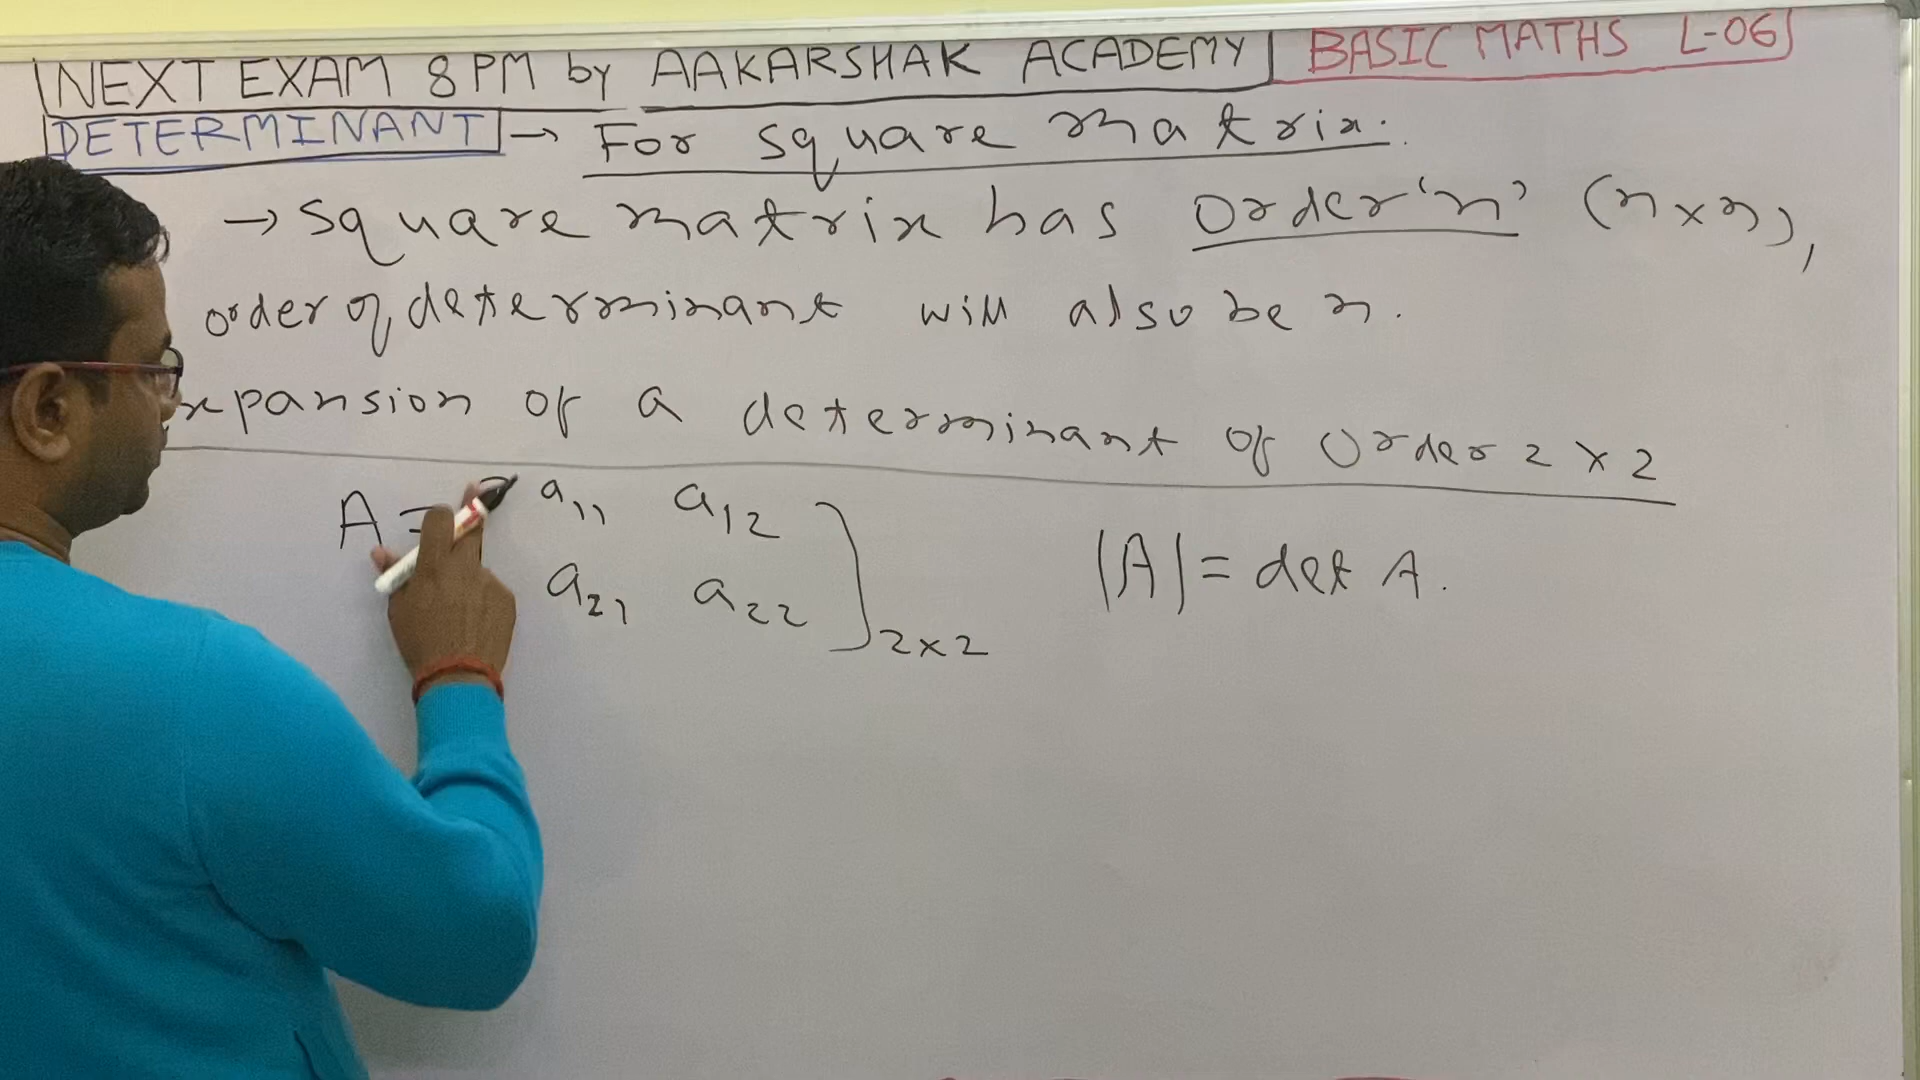 NEXT EXAM 8 PM by AAKARSHAK ACADEMY BASIC MATHS L-06
DETERMINANT → For square matrix.
→ square matrix has order 'n' (n × n),
order of determinant will also be n.
xpansion of a determinant of order 2 × 2
A = [ a11 a12
a21 a22 ]2×2
|A| = det A.